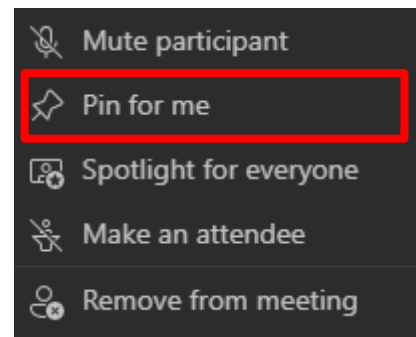 Mute participant
Pin for me
Spotlight for everyone
Make an attendee
Remove from meeting